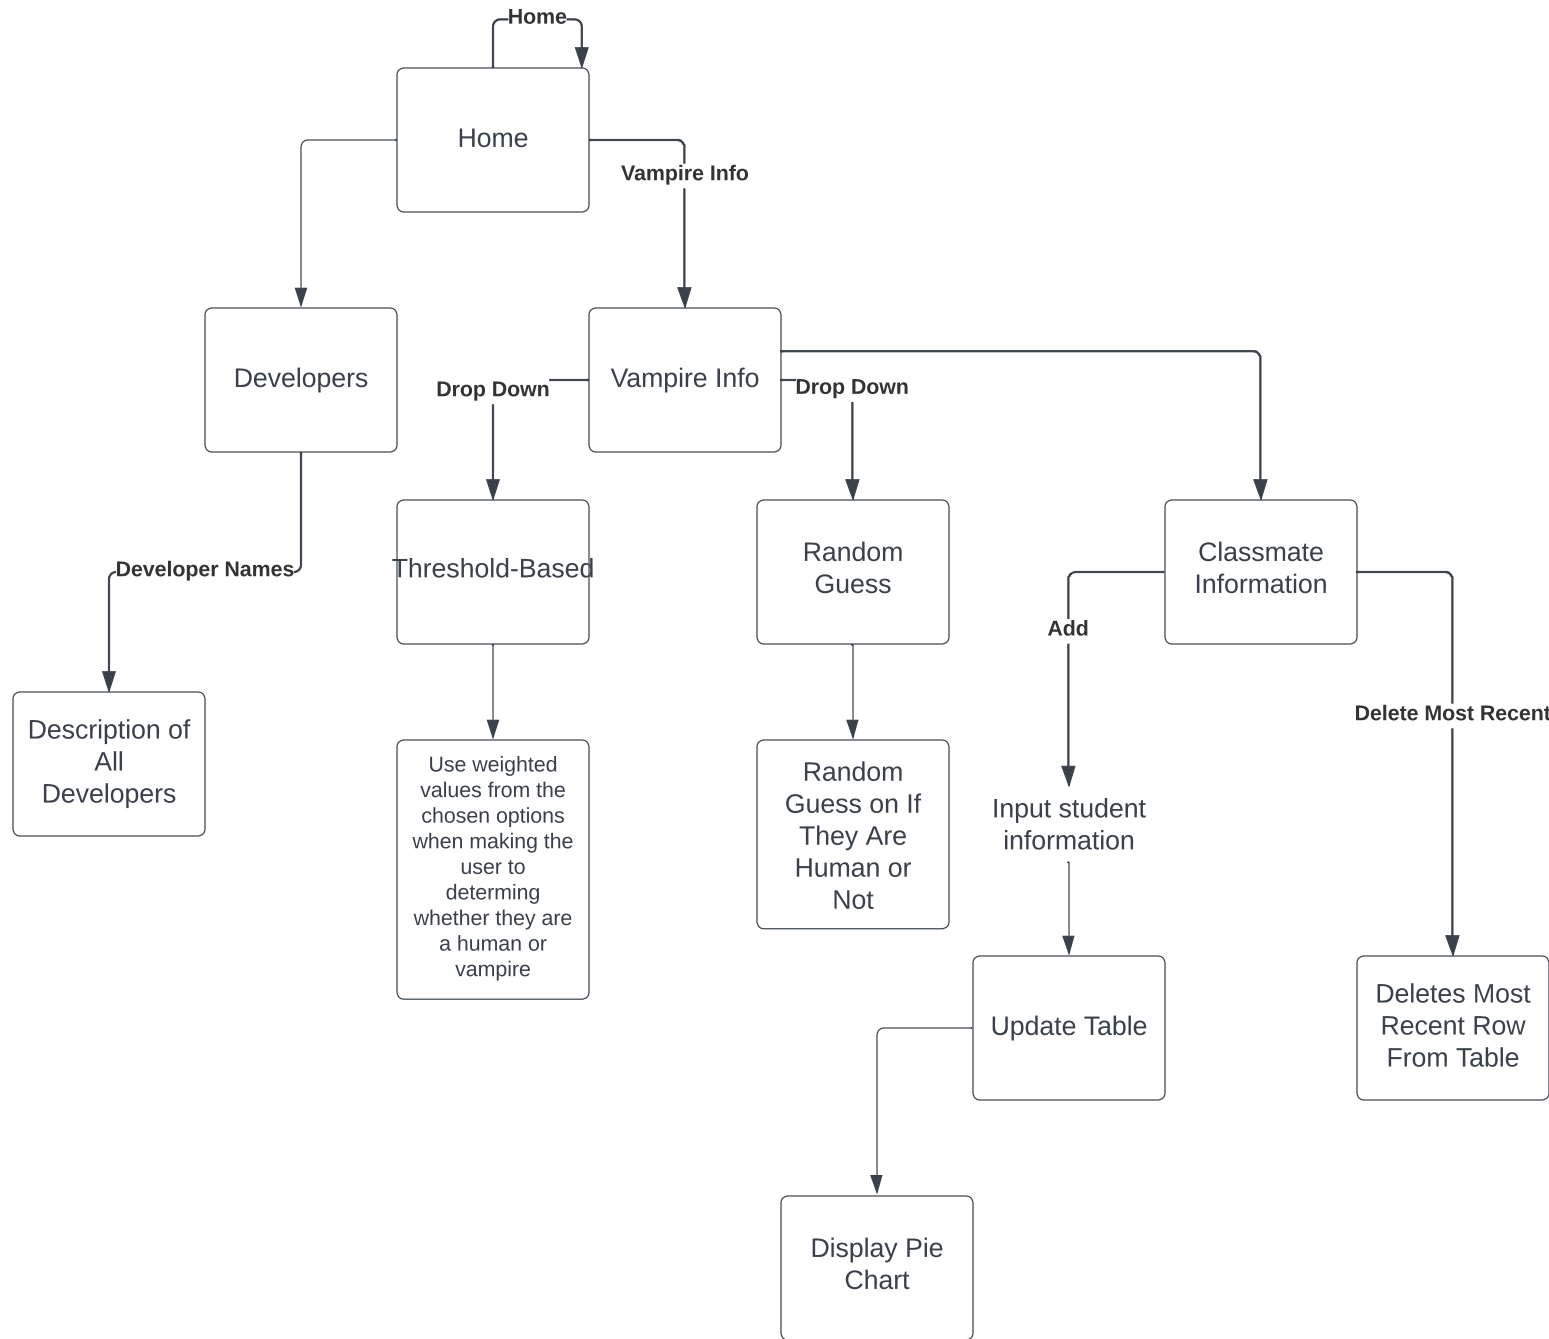 Home
Home
Vampire Info
Developers
Vampire Info
Drop Down
Drop Down
Threshold-Based
Random
Guess
Classmate
Information
Developer Names
Add
Delete Most Recent
Description of
All
Developers
Use weighted
values from the
chosen options
when making the
user to
determing
whether they are
a human or
vampire
Random
Guess on If
They Are
Human or
Not
Input student
information
Update Table
Deletes Most
Recent Row
From Table
Display Pie
Chart